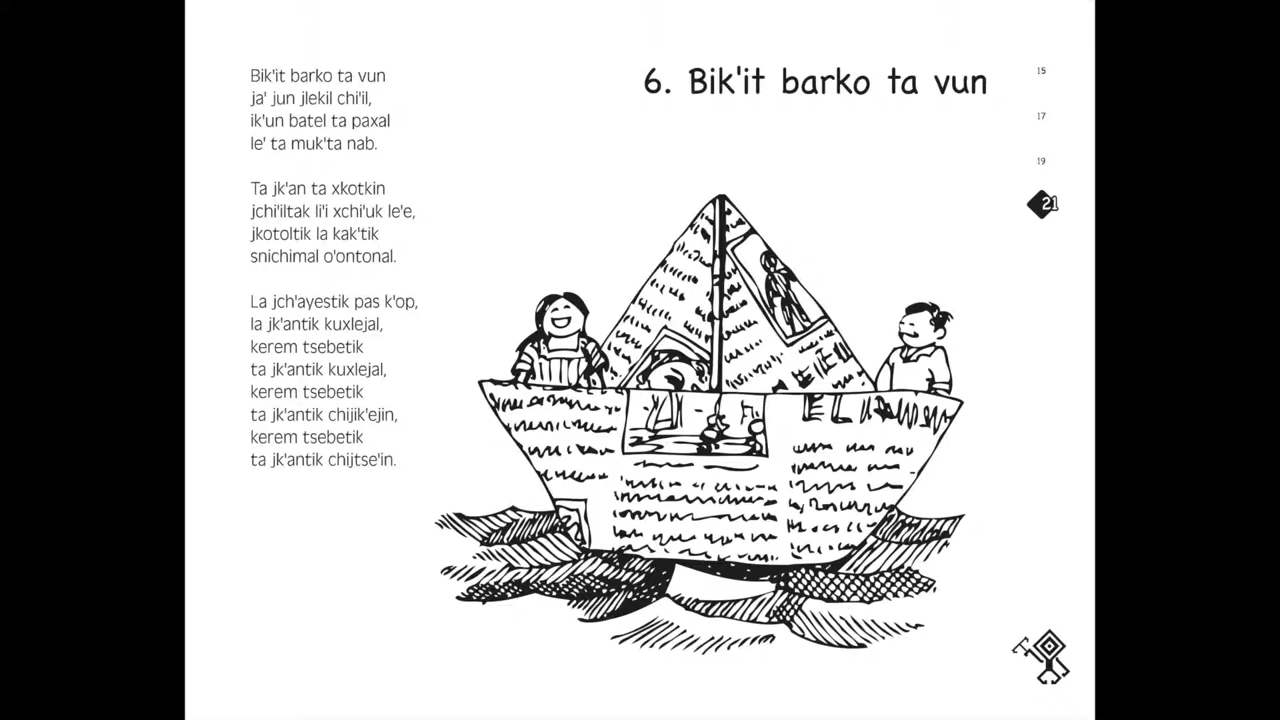 Bik'it barko ta vun
ja' jun jlekil chi'il,
ik'un batel ta paxal
le' ta muk'ta nab.
Ta jk'an ta xkotkin
jchi'iltak li'i xchi'uk le'e,
jkotoltik la kak'tik
snichimal o'ontonal.
La jch'ayestik pas k'op,
la jk'antik kuxlejal,
kerem tsebetik
ta jk'antik kuxlejal,
kerem tsebetik
ta jk'antik chijik'ejin,
kerem tsebetik
ta jk'antik chijtse'in.
6. Bik'it barko ta vun
15
17
19
21